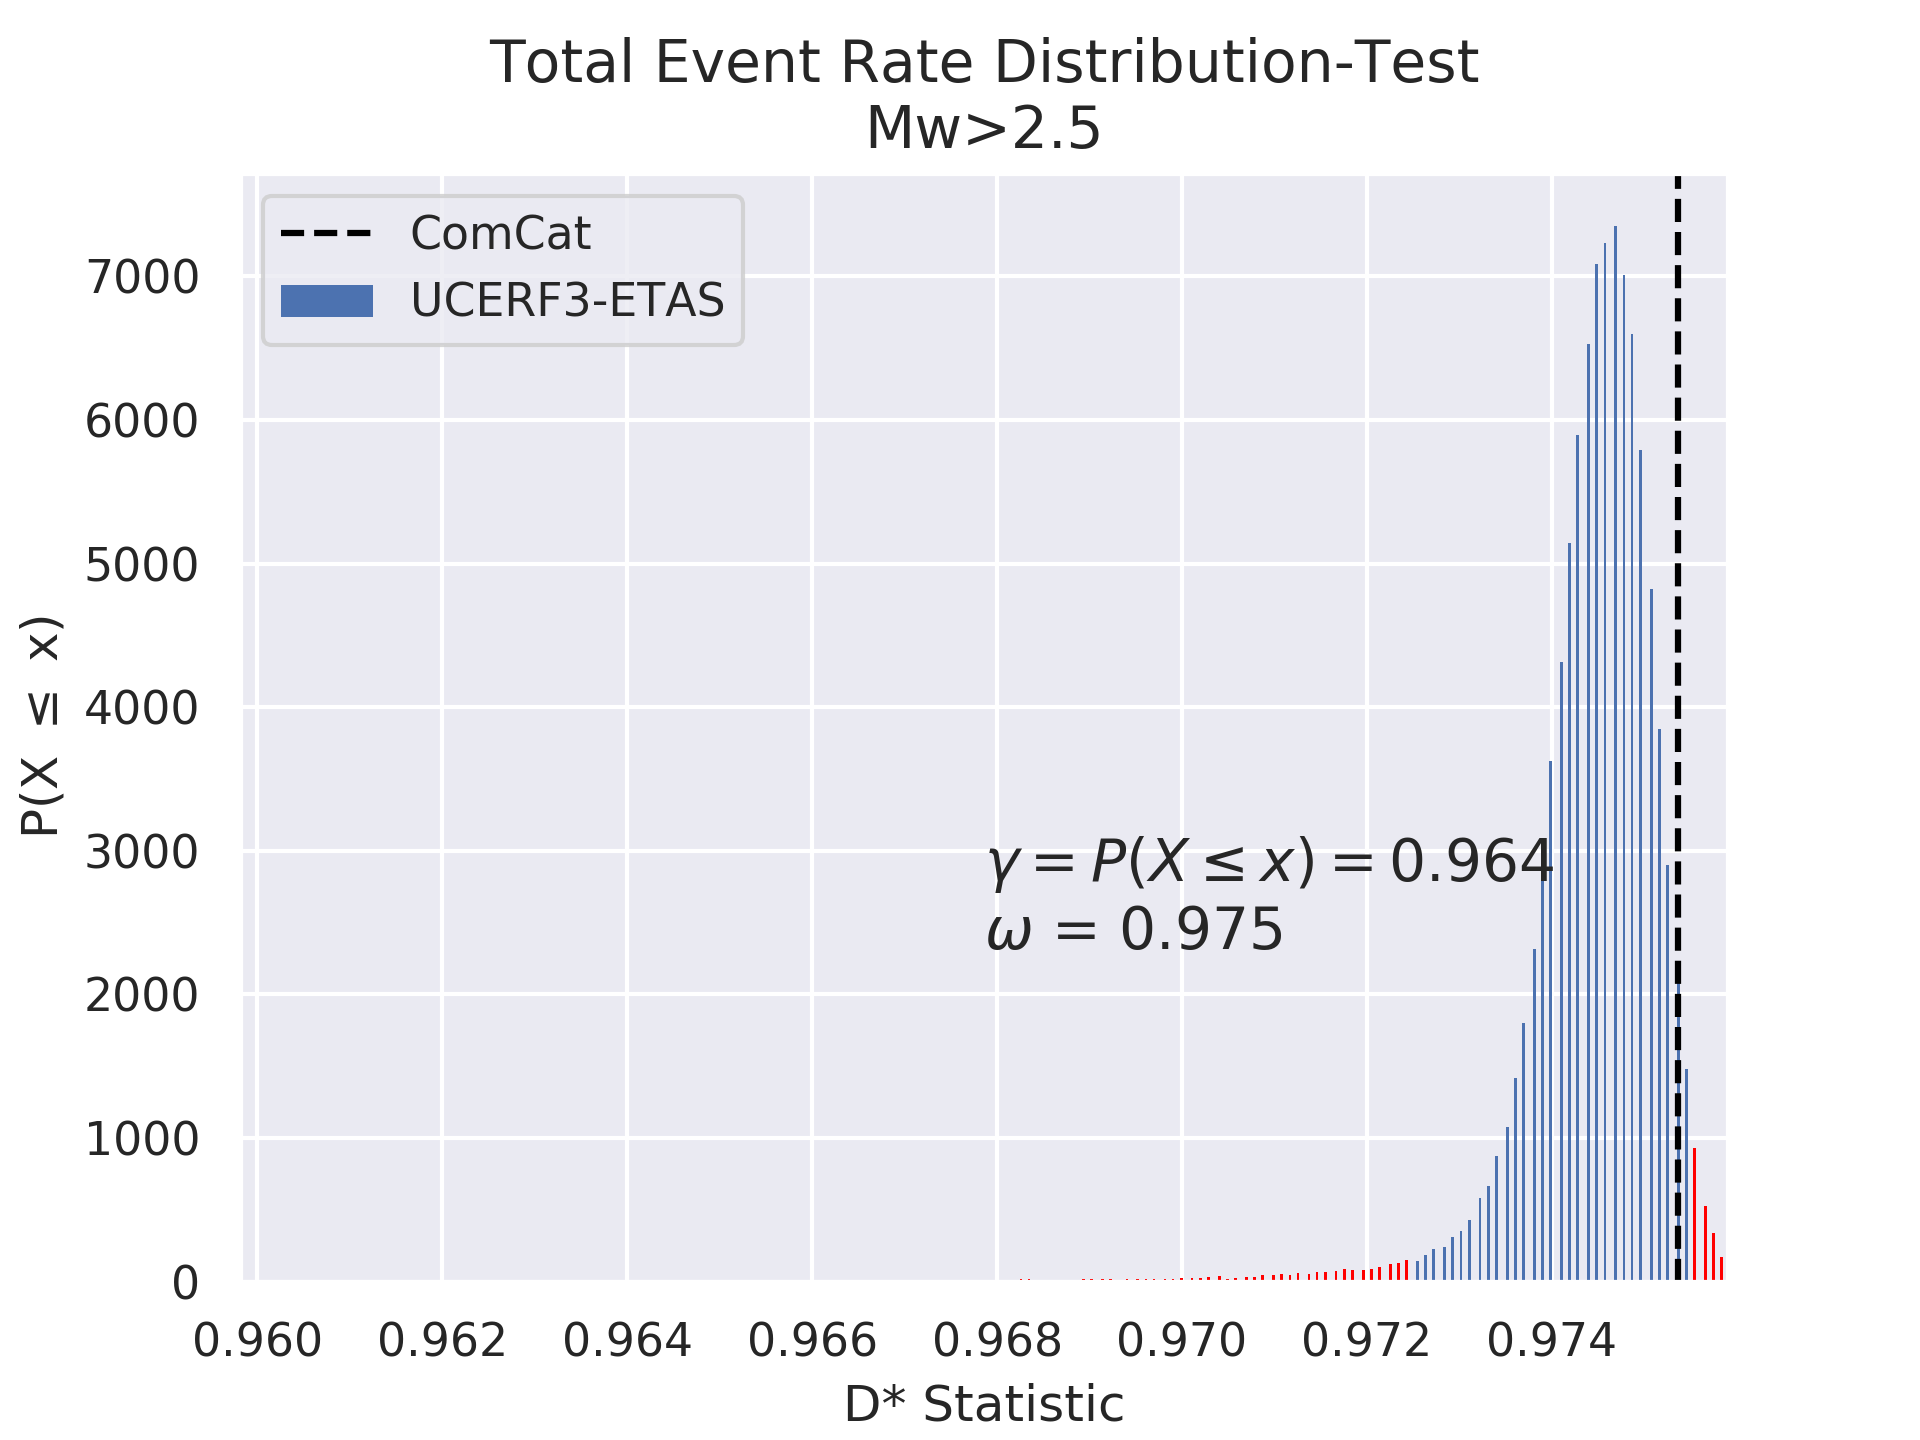 Total Event Rate Distribution-Test
Mw>2.5
ComCat
UCERF3-ETAS
7000
6000
5000
4000
3000
2000
1000
0
P(X ≤ x)
γ = P(X ≤ x) = 0.964
ω = 0.975
0.960 0.962 0.964 0.966 0.968 0.970 0.972 0.974
D* Statistic